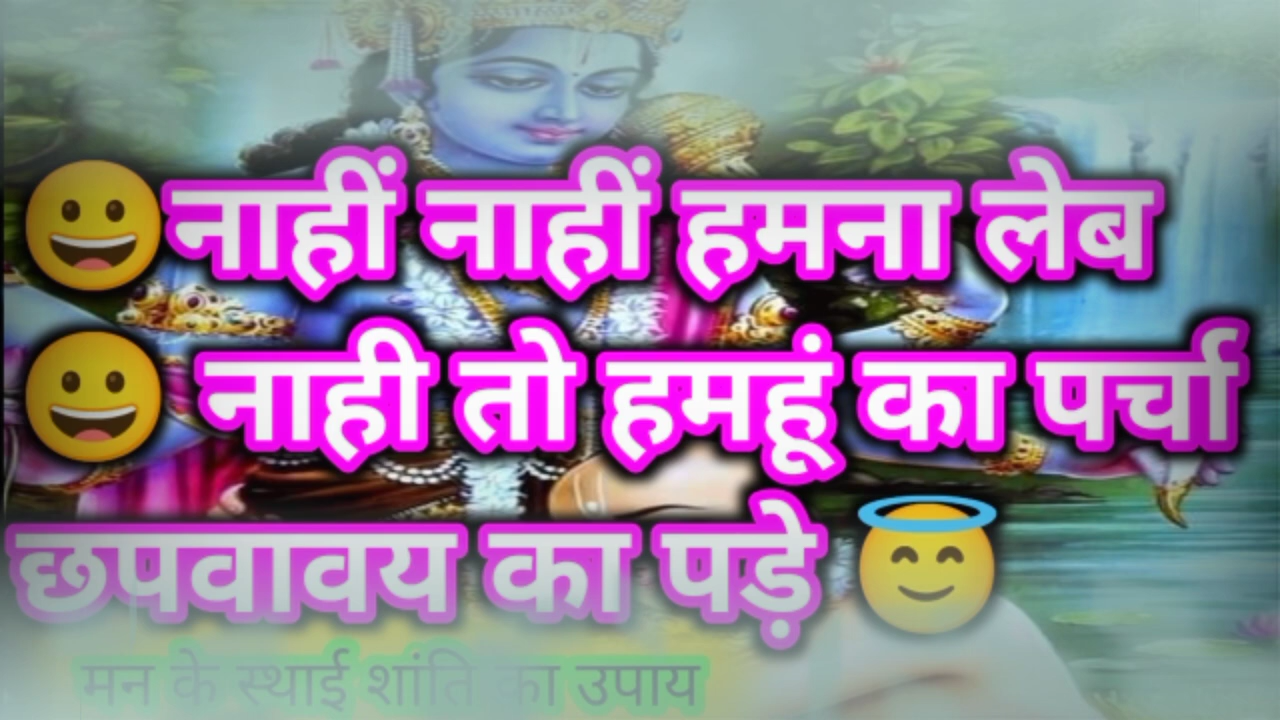 😀नाहीं नाहीं हमना लेब
😀 नाही तो हमहूं का पर्चा
छपवावय का पड़े 😇
मन के स्थाई शांति का उपाय